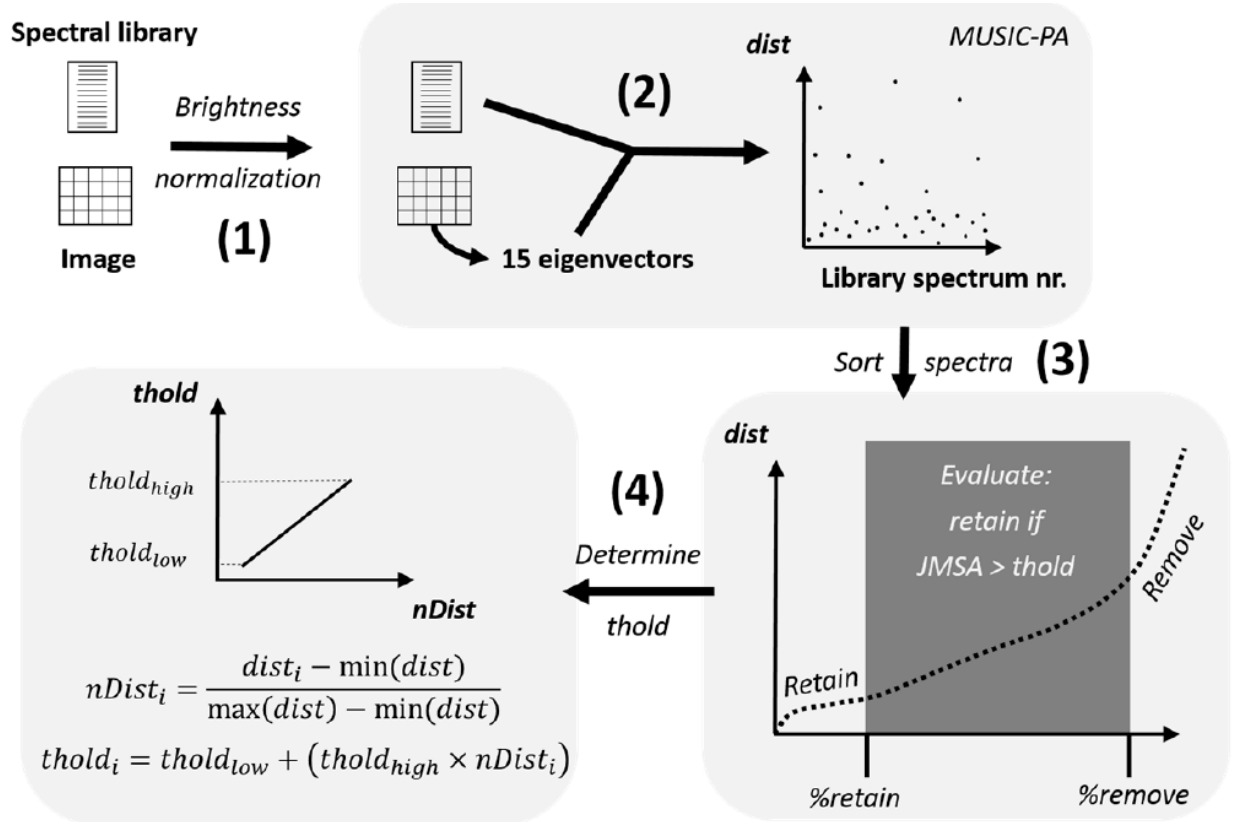 Spectral library
Brightness
normalization
(1)
Image
MUSIC-PA
(2)
dist
15 eigenvectors
Library spectrum nr.
Sort spectra (3)
dist
Evaluate:
retain if
JMSA > thold
Retain
Remove
%retain
%remove
(4)
Determine
thold
thold
thold_high
thold_low
nDist
nDist_i = (dist_i − min(dist)) / (max(dist) − min(dist))
thold_i = thold_low + (thold_high × nDist_i)